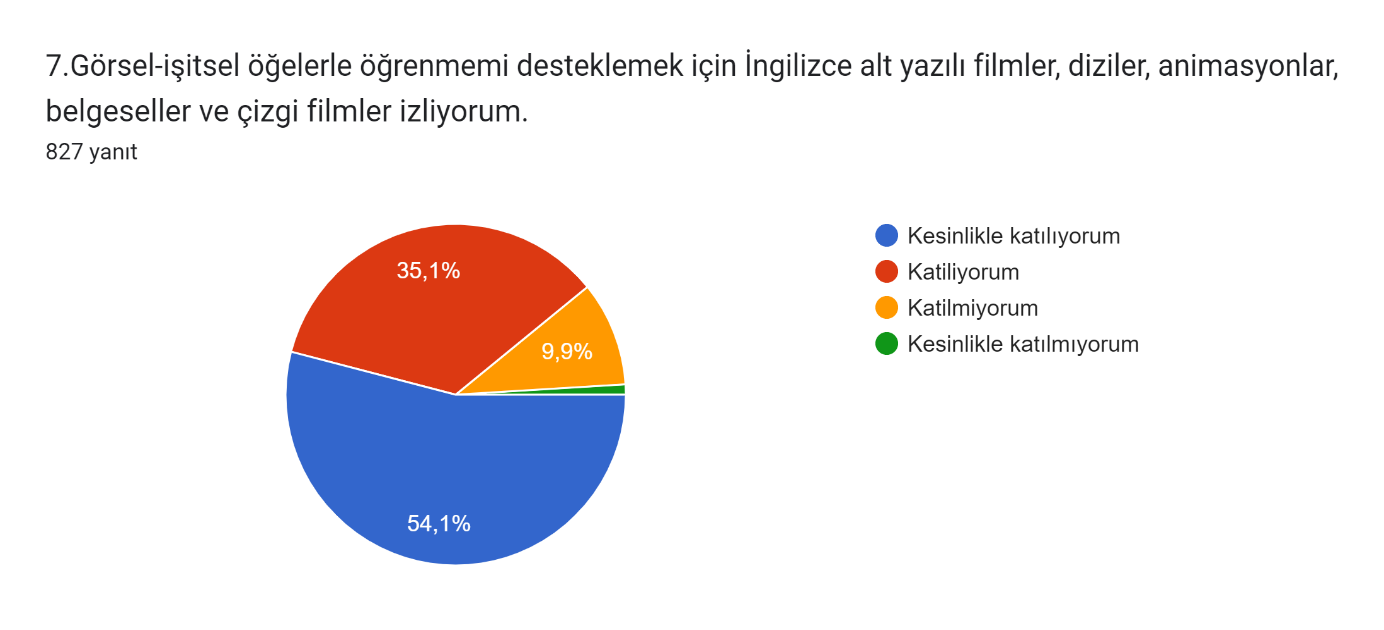 7.Görsel-işitsel öğelerle öğrenmemi desteklemek için İngilizce alt yazılı filmler, diziler, animasyonlar,
belgeseller ve çizgi filmler izliyorum.
827 yanıt
Kesinlikle katılıyorum
Katiliyorum
Katilmiyorum
Kesinlikle katılmıyorum
35,1%
9,9%
54,1%